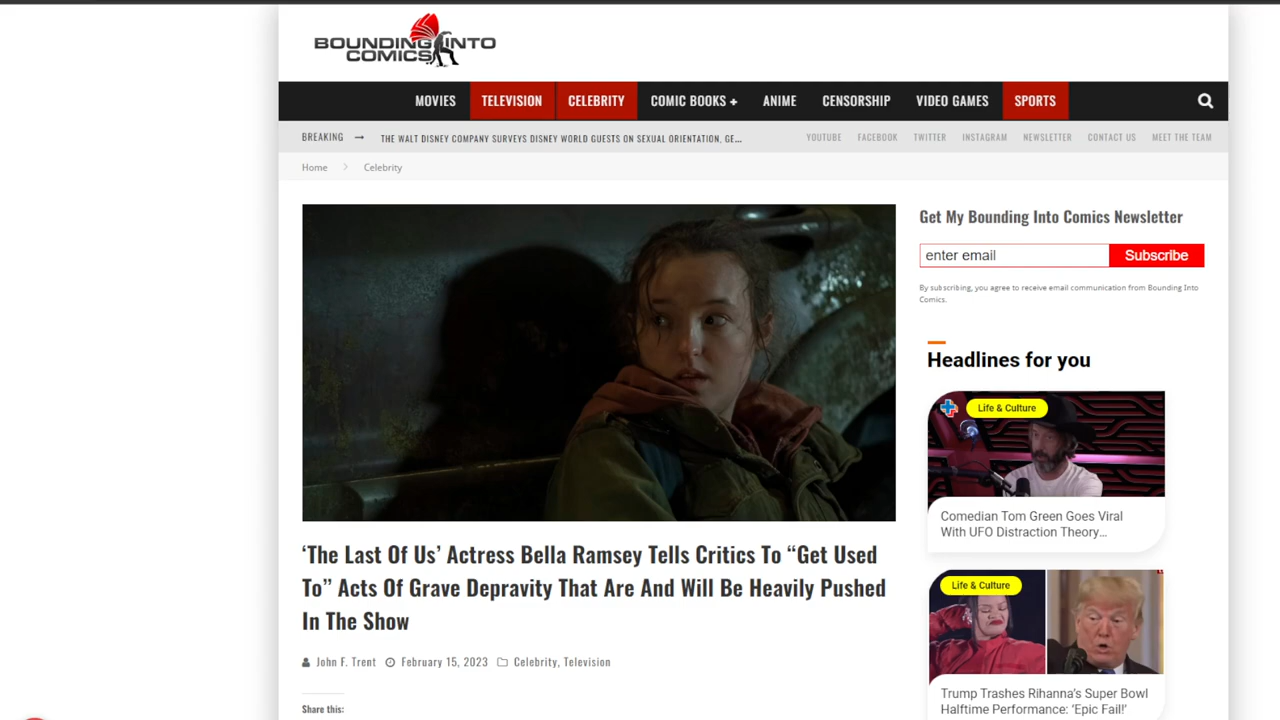 BOUNDING INTO
COMICS
MOVIES TELEVISION CELEBRITY COMIC BOOKS + ANIME CENSORSHIP VIDEO GAMES SPORTS
BREAKING → THE WALT DISNEY COMPANY SURVEYS DISNEY WORLD GUESTS ON SEXUAL ORIENTATION, GE... YOUTUBE FACEBOOK TWITTER INSTAGRAM NEWSLETTER CONTACT US MEET THE TEAM
Home > Celebrity
Get My Bounding Into Comics Newsletter
enter email Subscribe
By subscribing, you agree to receive email communication from Bounding Into
Comics.
Headlines for you
Life & Culture
Comedian Tom Green Goes Viral
With UFO Distraction Theory...
Life & Culture
Trump Trashes Rihanna's Super Bowl
Halftime Performance: 'Epic Fail!'
‘The Last Of Us’ Actress Bella Ramsey Tells Critics To “Get Used
To” Acts Of Grave Depravity That Are And Will Be Heavily Pushed
In The Show
John F. Trent February 15, 2023 Celebrity, Television
Share this: